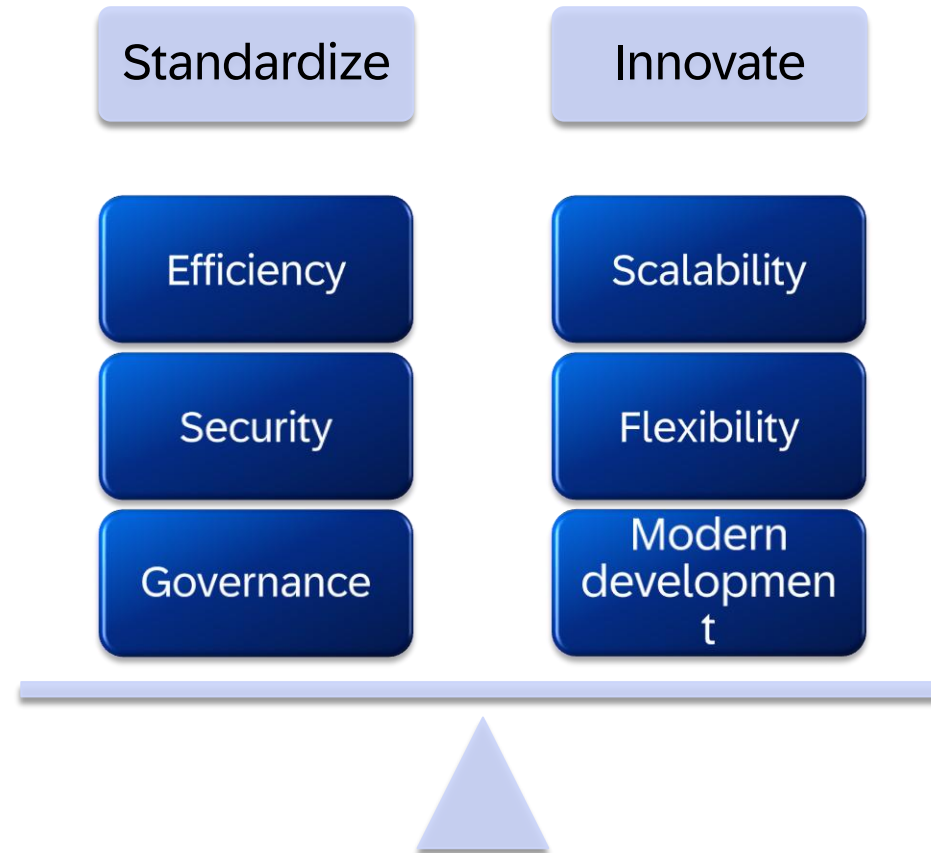 Standardize
Innovate
Efficiency
Scalability
Security
Flexibility
Governance
Modern
developmen
t